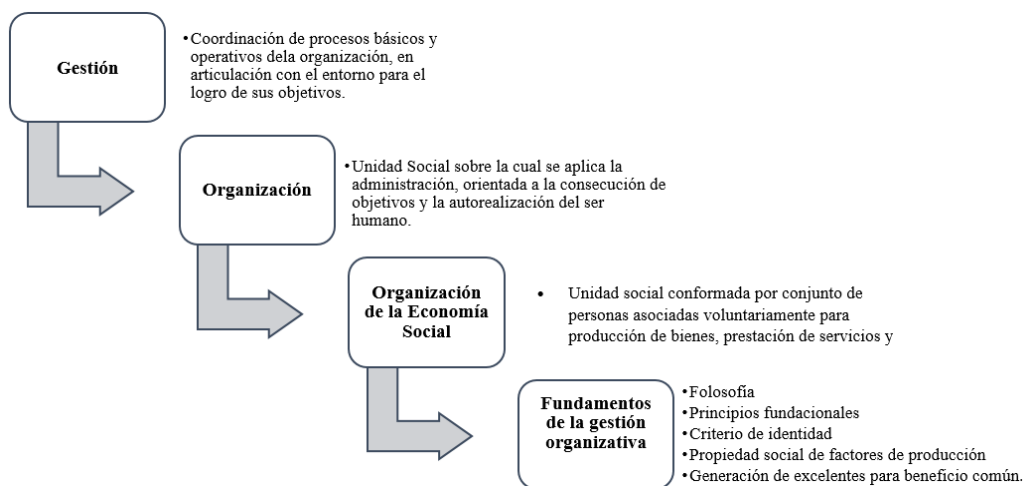 Gestión
•Coordinación de procesos básicos y
operativos dela organización, en
articulación con el entorno para el
logro de sus objetivos.
Organización
•Unidad Social sobre la cual se aplica la
administración, orientada a la consecución de
objetivos y la autorealización del ser
humano.
Organización
de la Economía
Social
• Unidad social conformada por conjunto de
personas asociadas voluntariamente para
producción de bienes, prestación de servicios y
Fundamentos
de la gestión
organizativa
•Folosofía
•Principios fundacionales
•Criterio de identidad
•Propiedad social de factores de producción
•Generación de excelentes para beneficio común.